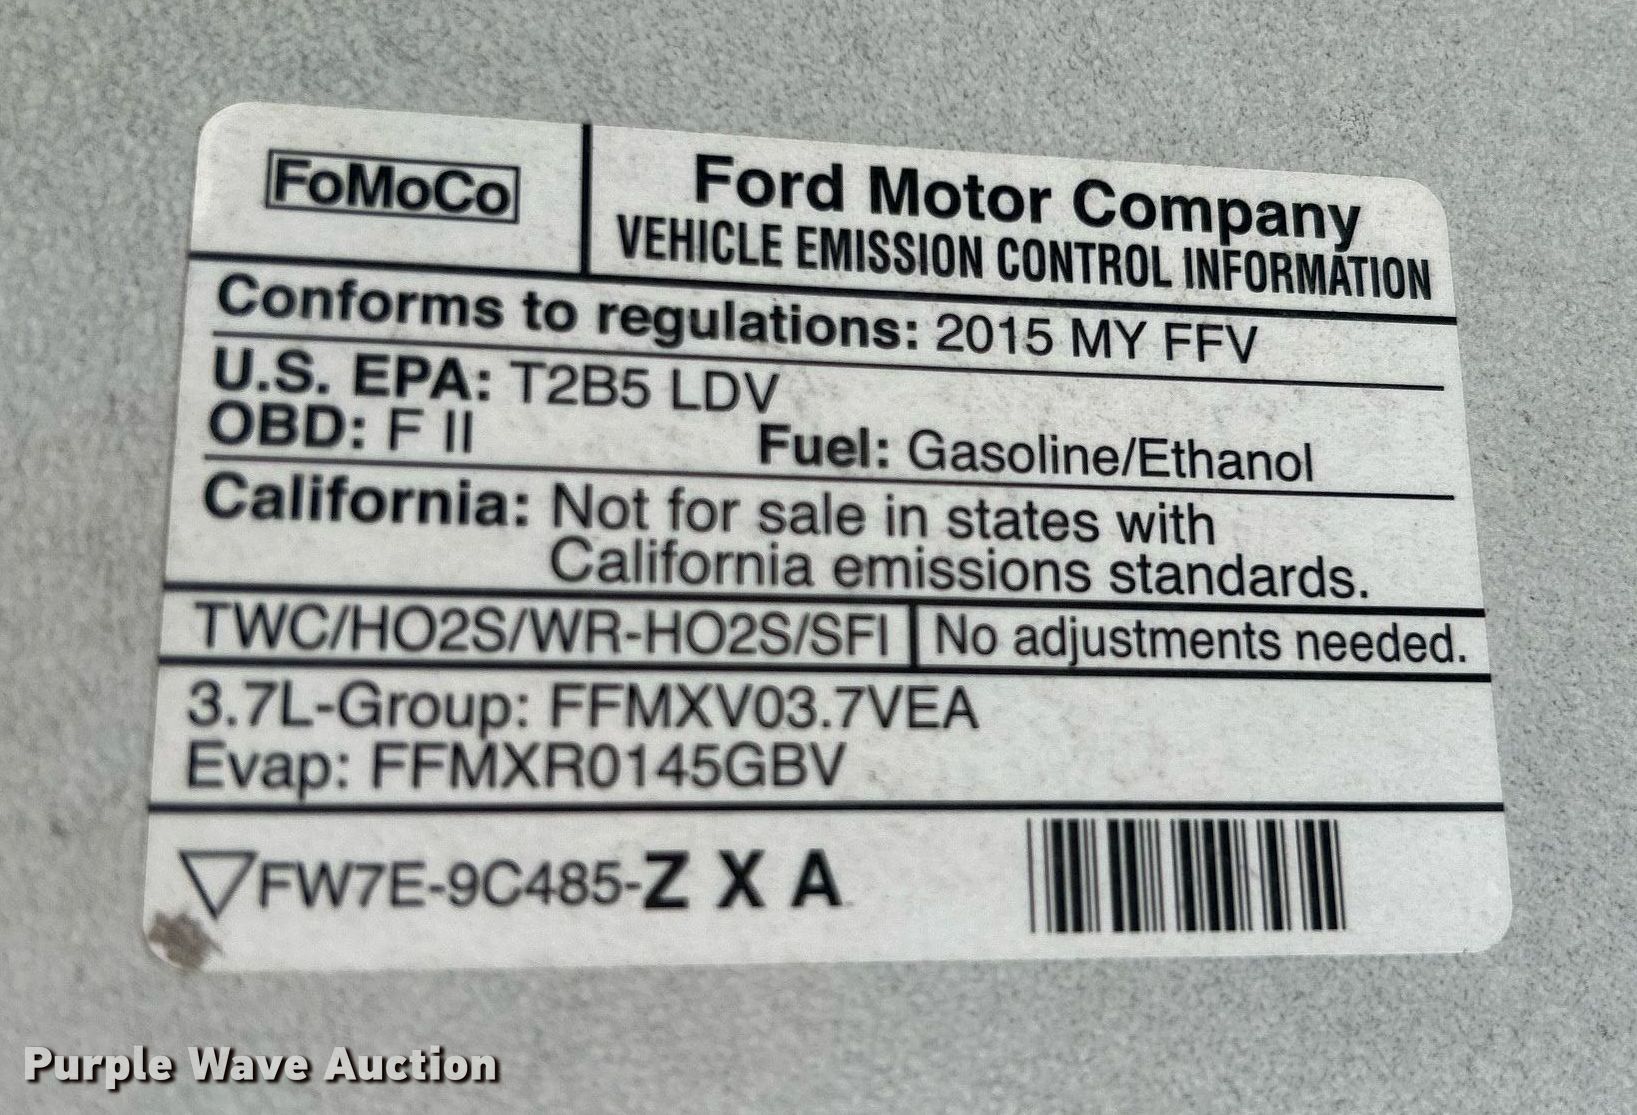 FoMoCo
Ford Motor Company
VEHICLE EMISSION CONTROL INFORMATION
Conforms to regulations: 2015 MY FFV
U.S. EPA: T2B5 LDV
OBD: F II Fuel: Gasoline/Ethanol
California: Not for sale in states with
California emissions standards.
TWC/HO2S/WR-HO2S/SFI No adjustments needed.
3.7L-Group: FFMXV03.7VEA
Evap: FFMXR0145GBV
FW7E-9C485-Z X A
Purple Wave Auction